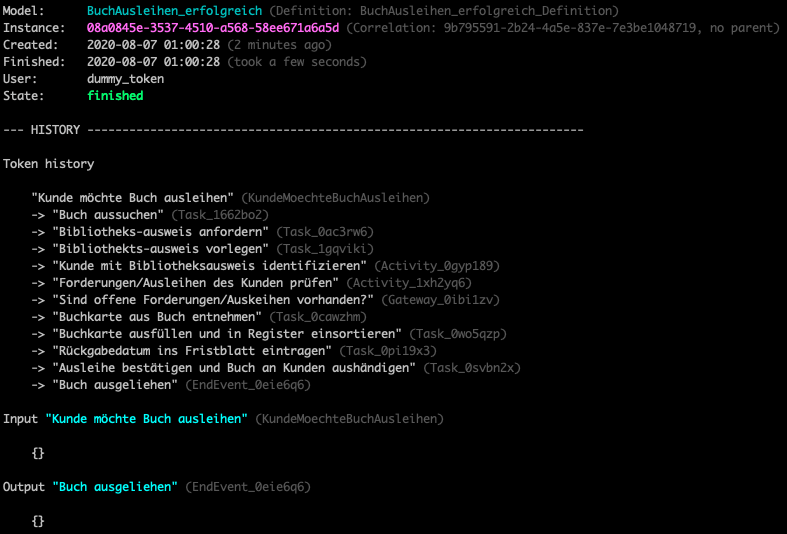 Model: BuchAusleihen_erfolgreich (Definition: BuchAusleihen_erfolgreich_Definition)
Instance: 08a0845e-3537-4510-a568-58ee671a6a5d (Correlation: 9b795591-2b24-4a5e-837e-7e3be1048719, no parent)
Created: 2020-08-07 01:00:28 (2 minutes ago)
Finished: 2020-08-07 01:00:28 (took a few seconds)
User: dummy_token
State: finished
--- HISTORY -----------------------------------------------------------------------
Token history
"Kunde möchte Buch ausleihen" (KundeMoechteBuchAusleihen)
-> "Buch aussuchen" (Task_1662bo2)
-> "Bibliotheks-ausweis anfordern" (Task_0ac3rw6)
-> "Bibliothekts-ausweis vorlegen" (Task_1gqviki)
-> "Kunde mit Bibliotheksausweis identifizieren" (Activity_0gyp189)
-> "Forderungen/Ausleihen des Kunden prüfen" (Activity_1xh2yq6)
-> "Sind offene Forderungen/Auskeihen vorhanden?" (Gateway_0ibi1zv)
-> "Buchkarte aus Buch entnehmen" (Task_0cawzhm)
-> "Buchkarte ausfüllen und in Register einsortieren" (Task_0wo5qzp)
-> "Rückgabedatum ins Fristblatt eintragen" (Task_0pi19x3)
-> "Ausleihe bestätigen und Buch an Kunden aushändigen" (Task_0svbn2x)
-> "Buch ausgeliehen" (EndEvent_0eie6q6)
Input "Kunde möchte Buch ausleihen" (KundeMoechteBuchAusleihen)
{}
Output "Buch ausgeliehen" (EndEvent_0eie6q6)
{}